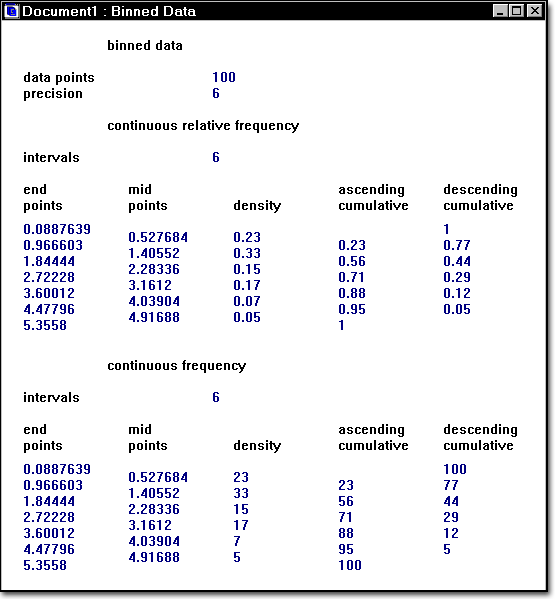 Document1 : Binned Data
binned data
data points 100
precision 6
continuous relative frequency
intervals 6
end mid ascending descending
points points density cumulative cumulative
0.0887639 1
0.527684 0.23
0.966603 0.23 0.77
1.40552 0.33
1.84444 0.56 0.44
2.28336 0.15
2.72228 0.71 0.29
3.1612 0.17
3.60012 0.88 0.12
4.03904 0.07
4.47796 0.95 0.05
4.91688 0.05
5.3558 1
continuous frequency
intervals 6
end mid ascending descending
points points density cumulative cumulative
0.0887639 100
0.527684 23
0.966603 23 77
1.40552 33
1.84444 56 44
2.28336 15
2.72228 71 29
3.1612 17
3.60012 88 12
4.03904 7
4.47796 95 5
4.91688 5
5.3558 100